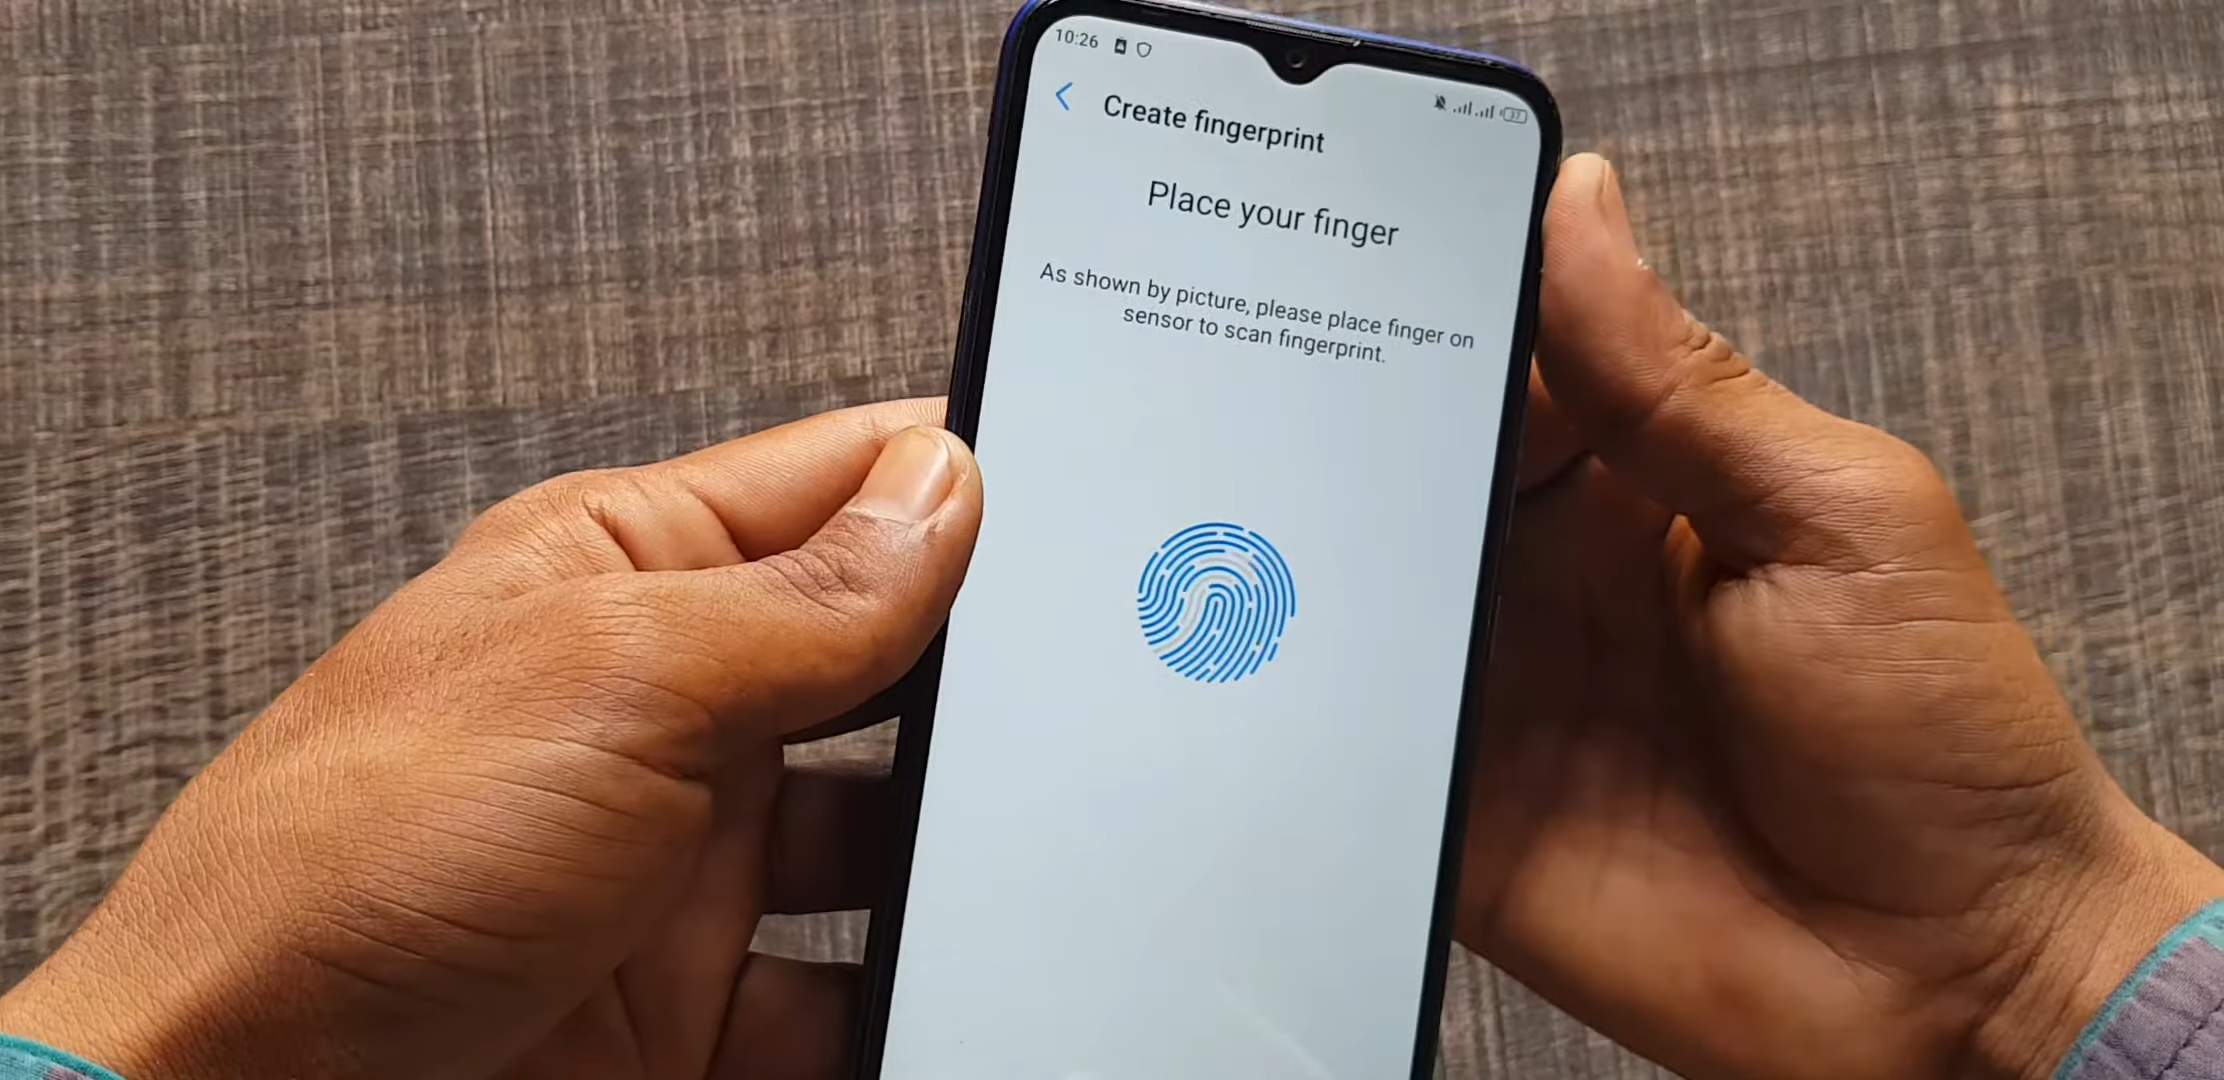 10:26
37
Create fingerprint
Place your finger
As shown by picture, please place finger on
sensor to scan fingerprint.